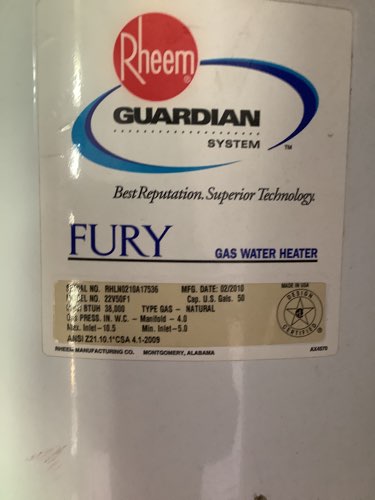 Rheem®
GUARDIAN
SYSTEM ™
Best Reputation. Superior Technology.
FURY GAS WATER HEATER
SERIAL NO. RHLN0210A17536 MFG. DATE: 02/2010
MODEL NO. 22V50F1 Cap. U.S. Gals. 50
BTUH 38,000 TYPE GAS - NATURAL
Gas PRESS. IN. W.C. - Manifold - 4.0
Max. Inlet - 10.5 Min. Inlet - 5.0
ANSI Z21.10.1*CSA 4.1-2009
RHEEM MANUFACTURING CO. MONTGOMERY, ALABAMA
MADE IN USA
DESIGN
CERTIFIED